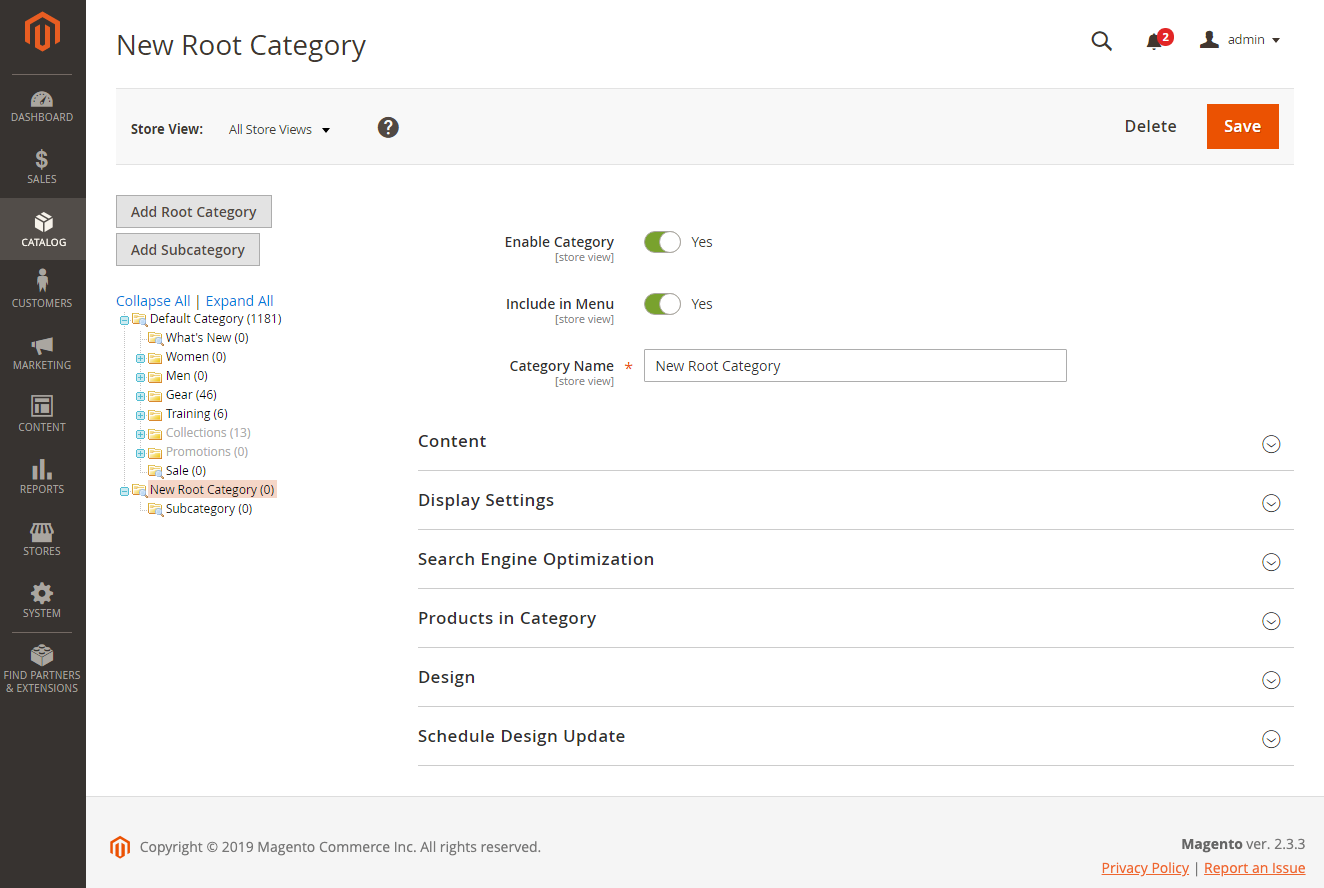 New Root Category
2
admin
Store View: All Store Views ?
Delete
Save
DASHBOARD
SALES
CATALOG
CUSTOMERS
MARKETING
CONTENT
REPORTS
STORES
SYSTEM
FIND PARTNERS
& EXTENSIONS
Add Root Category
Add Subcategory
Collapse All | Expand All
Default Category (1181)
What's New (0)
Women (0)
Men (0)
Gear (46)
Training (6)
Collections (13)
Promotions (0)
Sale (0)
New Root Category (0)
Subcategory (0)
Enable Category Yes
[store view]
Include in Menu Yes
[store view]
Category Name * New Root Category
[store view]
Content
Display Settings
Search Engine Optimization
Products in Category
Design
Schedule Design Update
Copyright © 2019 Magento Commerce Inc. All rights reserved.
Magento ver. 2.3.3
Privacy Policy | Report an Issue